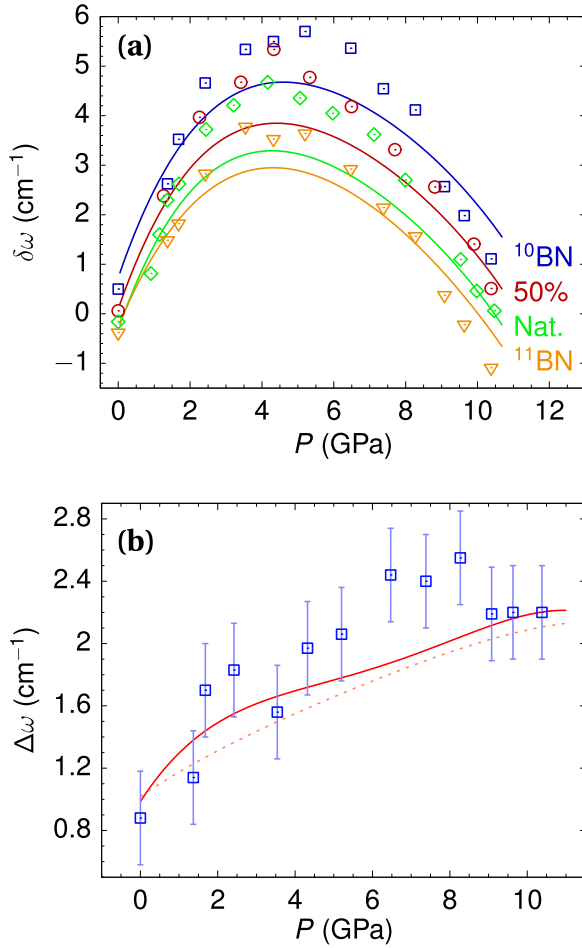 (a)
6
5
4
3
2
1
0
−1
δω (cm⁻¹)
¹⁰BN
50%
Nat.
¹¹BN
0 2 4 6 8 10 12
P (GPa)
(b)
2.8
2.4
2
1.6
1.2
0.8
Δω (cm⁻¹)
0 2 4 6 8 10
P (GPa)